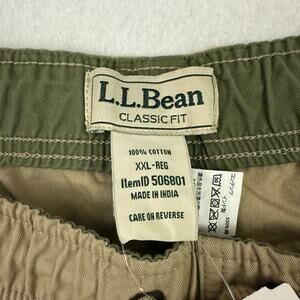 L.L.Bean
CLASSIC FIT
100% COTTON
XXL-REG
ItemID 506801
MADE IN INDIA
CARE ON REVERSE